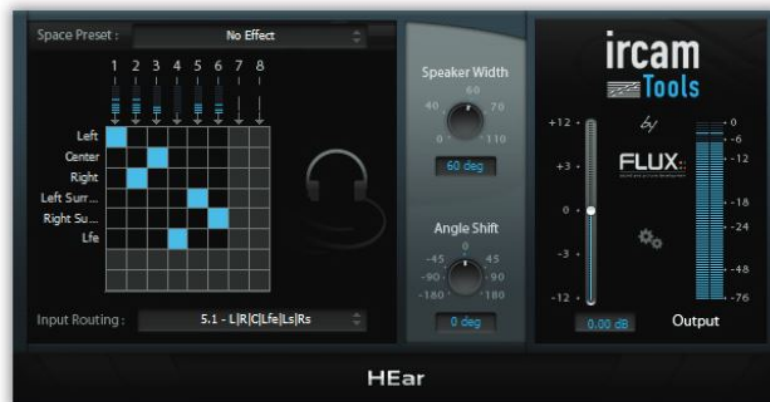 Space Preset :
No Effect
1 2 3 4 5 6 7 8
Left
Center
Right
Left Surr...
Right Su ...
Lfe
Input Routing :
5.1 - L|R|C|Lfe|Ls|Rs
Speaker Width
60
40 70
0 110
60 deg
Angle Shift
0
-45 45
-90 90
-180 180
0 deg
ircam
Tools
by
FLUX::
+12
+3
0
-3
-12
0.00 dB
0
-6
-12
-18
-24
-48
-76
Output
HEar